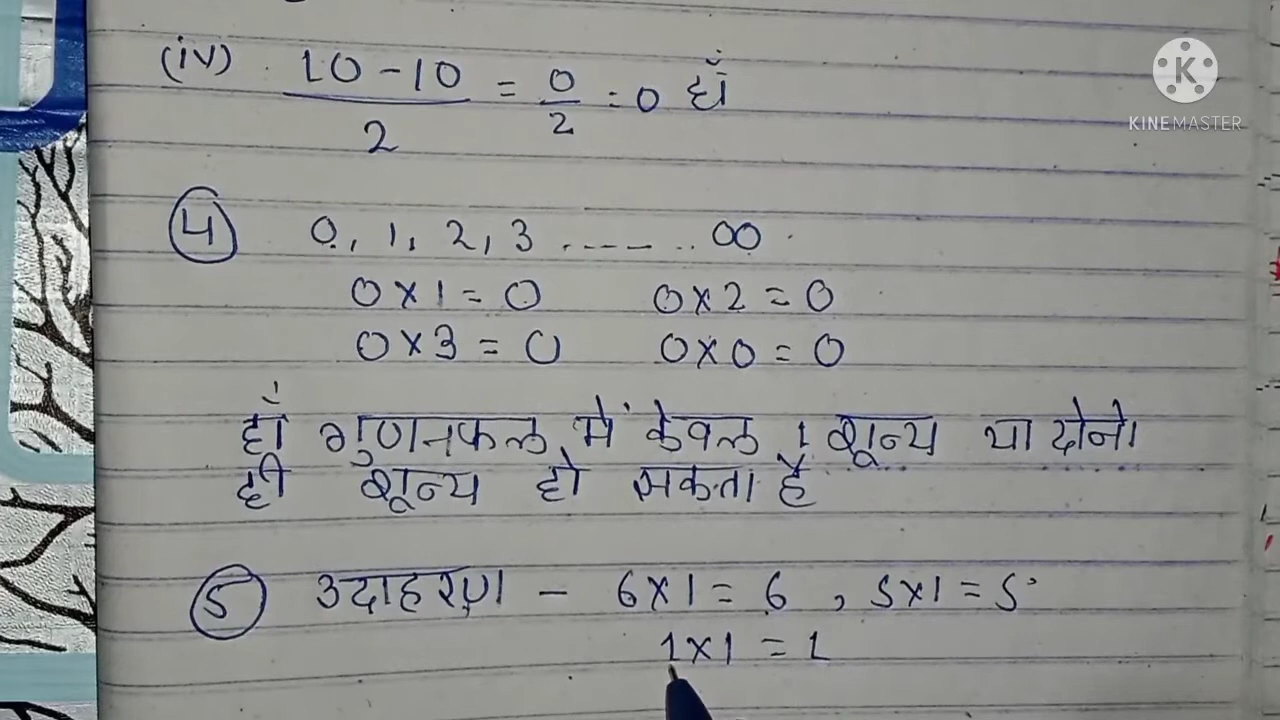 (iv) 10 - 10 / 2 = 0/2 = 0 हाँ
KINEMASTER
4 0, 1, 2, 3 ---- .. ∞
0 × 1 = 0 0 × 2 = 0
0 × 3 = 0 0 × 0 = 0
हाँ गुणनफल में केवल 1 शून्य या दोनो
ही शून्य हो सकता है
5 उदाहरण - 6 × 1 = 6 , 5 × 1 = 5
1 × 1 = 1